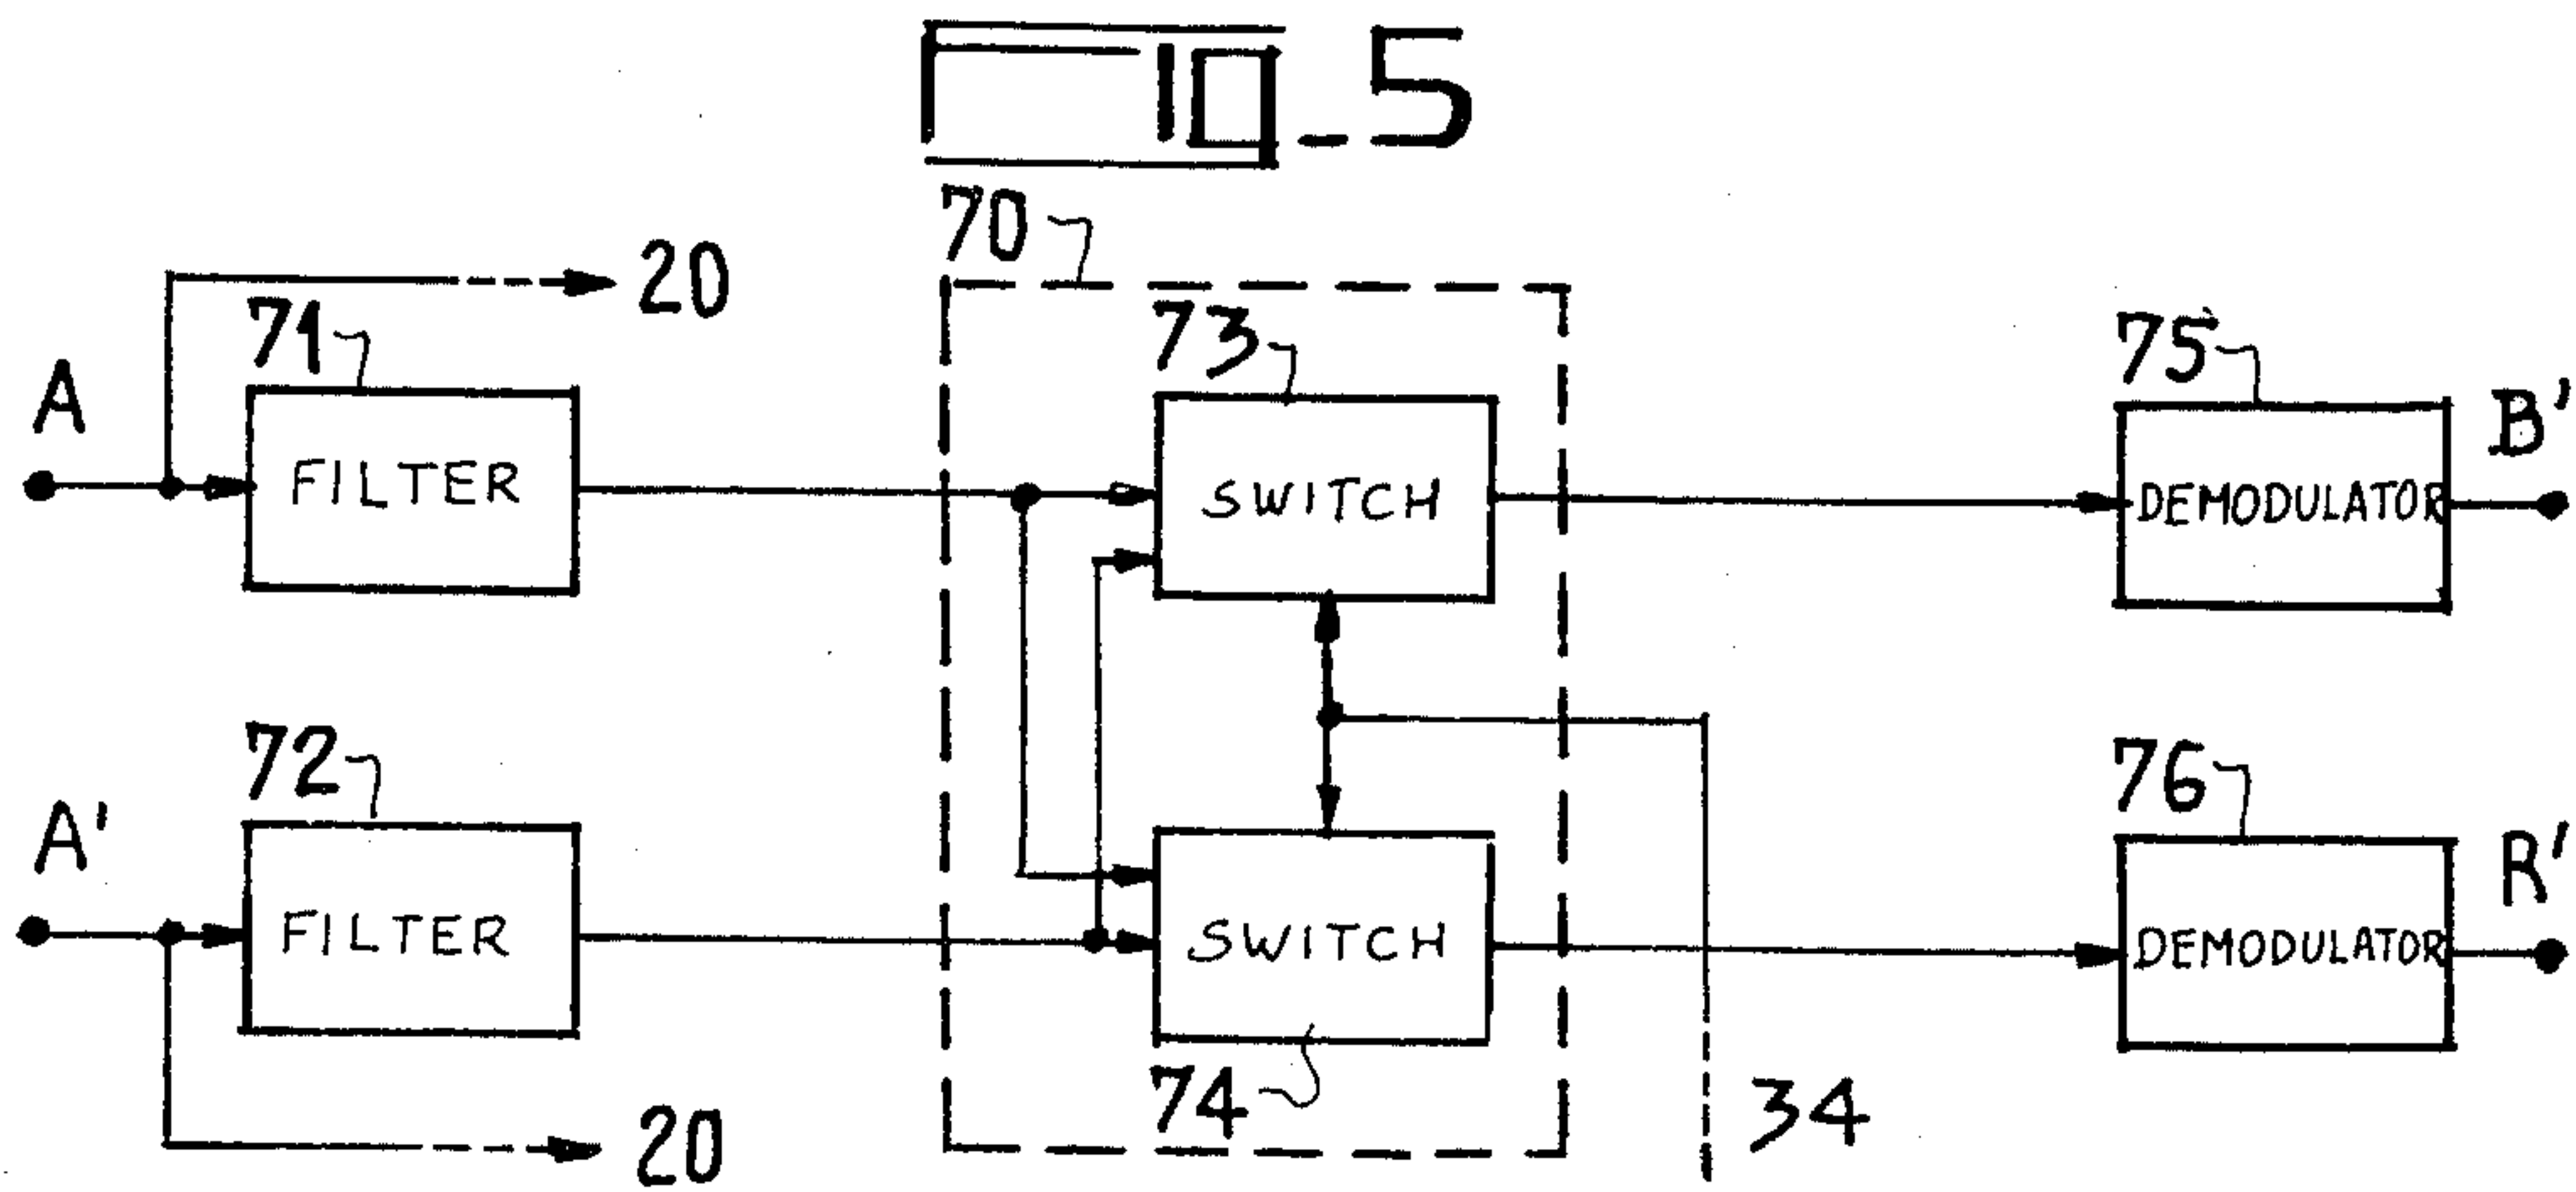 FIG_5
70
20
71
73
75
A
FILTER
SWITCH
DEMODULATOR
B'
72
76
A'
FILTER
SWITCH
DEMODULATOR
R'
74
34
20